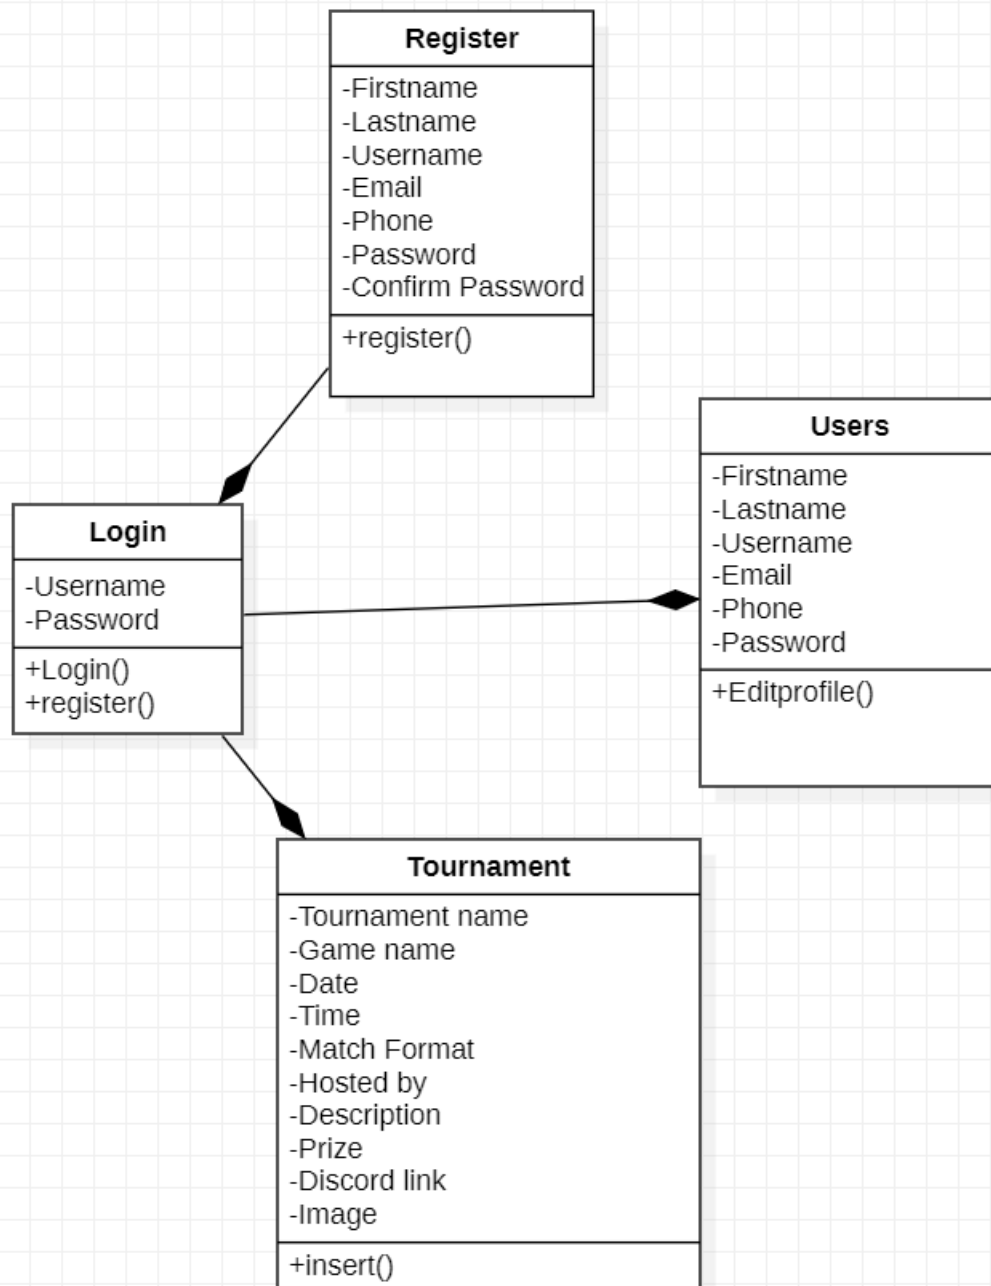 Register
-Firstname
-Lastname
-Username
-Email
-Phone
-Password
-Confirm Password
+register()
Users
-Firstname
-Lastname
-Username
-Email
-Phone
-Password
+Editprofile()
Login
-Username
-Password
+Login()
+register()
Tournament
-Tournament name
-Game name
-Date
-Time
-Match Format
-Hosted by
-Description
-Prize
-Discord link
-Image
+insert()